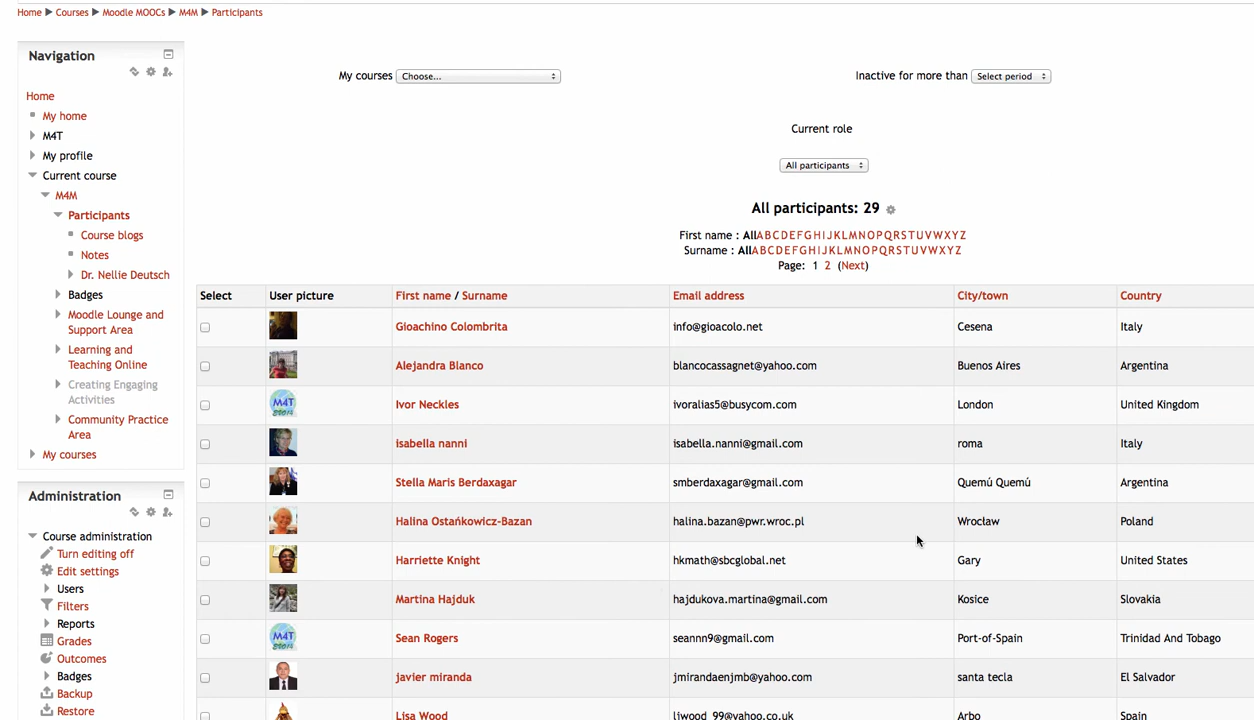 Home ▶ Courses ▶ Moodle MOOCs ▶ M4M ▶ Participants
Navigation
Home
My home
M4T
My profile
Current course
M4M
Participants
Course blogs
Notes
Dr. Nellie Deutsch
Badges
Moodle Lounge and
Support Area
Learning and
Teaching Online
Creating Engaging
Activities
Community Practice
Area
My courses
Administration
Course administration
Turn editing off
Edit settings
Users
Filters
Reports
Grades
Outcomes
Badges
Backup
Restore
My courses Choose... Inactive for more than Select period
Current role
All participants
All participants: 29
First name : AllABCDEFGHIJKLMNOPQRSTUVWXYZ
Surname : AllABCDEFGHIJKLMNOPQRSTUVWXYZ
Page: 1 2 (Next)
Select User picture First name / Surname Email address City/town Country
Gioachino Colombrita info@gioacolo.net Cesena Italy
Alejandra Blanco blancocassagnet@yahoo.com Buenos Aires Argentina
M4T Ivor Neckles ivoralias5@busycom.com London United Kingdom
isabella nanni isabella.nanni@gmail.com roma Italy
Stella Maris Berdaxagar smberdaxagar@gmail.com Quemú Quemú Argentina
Halina Ostańkowicz-Bazan halina.bazan@pwr.wroc.pl Wrocław Poland
Harriette Knight hkmath@sbcglobal.net Gary United States
Martina Hajduk hajdukova.martina@gmail.com Kosice Slovakia
M4T Sean Rogers seannn9@gmail.com Port-of-Spain Trinidad And Tobago
javier miranda jmirandaenjmb@yahoo.com santa tecla El Salvador
Lisa Wood liwood_99@yahoo.co.uk Arbo Spain